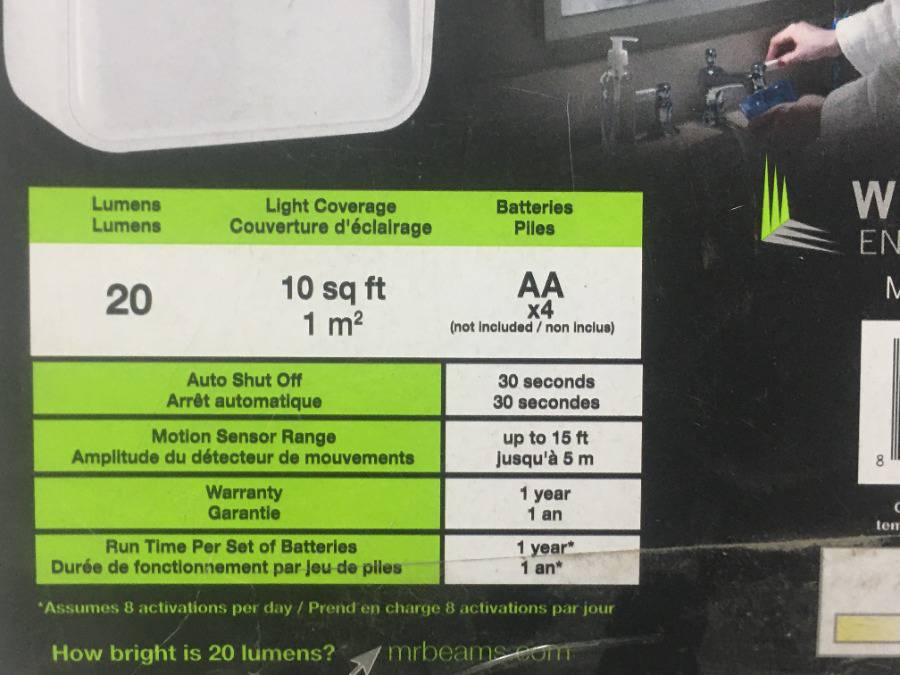 Lumens
Lumens
Light Coverage
Couverture d'éclairage
Batteries
Piles
20
10 sq ft
1 m²
AA
x4
(not included / non inclus)
Auto Shut Off
Arrêt automatique
30 seconds
30 secondes
Motion Sensor Range
Amplitude du détecteur de mouvements
up to 15 ft
jusqu'à 5 m
Warranty
Garantie
1 year
1 an
Run Time Per Set of Batteries
Durée de fonctionnement par jeu de piles
1 year*
1 an*
*Assumes 8 activations per day / Prend en charge 8 activations par jour
How bright is 20 lumens? mrbeams.com
W
EN
M
8
tem